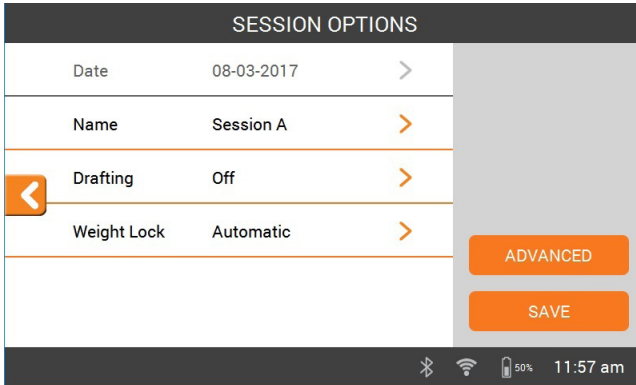 SESSION OPTIONS
Date 08-03-2017
Name Session A
Drafting Off
Weight Lock Automatic
ADVANCED
SAVE
50% 11:57 am